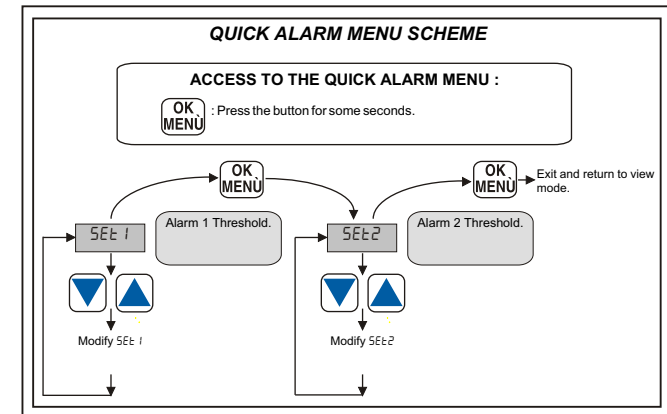 QUICK ALARM MENU SCHEME
ACCESS TO THE QUICK ALARM MENU :
OK
MENÙ
: Press the button for some seconds.
OK
MENÙ
OK
MENÙ
Exit and return to view
mode.
SEt 1
Alarm 1 Threshold.
SEt2
Alarm 2 Threshold.
Modify SEt 1
Modify SEt2